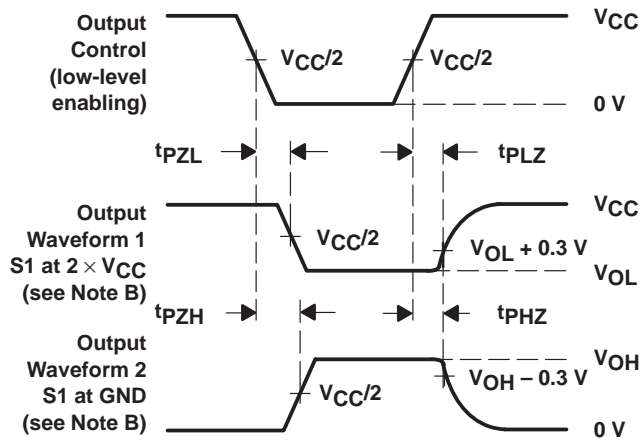 Output
Control
(low-level
enabling)
VCC/2
VCC/2
VCC
0 V
tPZL
tPLZ
Output
Waveform 1
S1 at 2 × VCC
(see Note B)
VCC/2
VCC
VOL + 0.3 V
VOL
tPZH
tPHZ
Output
Waveform 2
S1 at GND
(see Note B)
VCC/2
VOH
VOH – 0.3 V
0 V